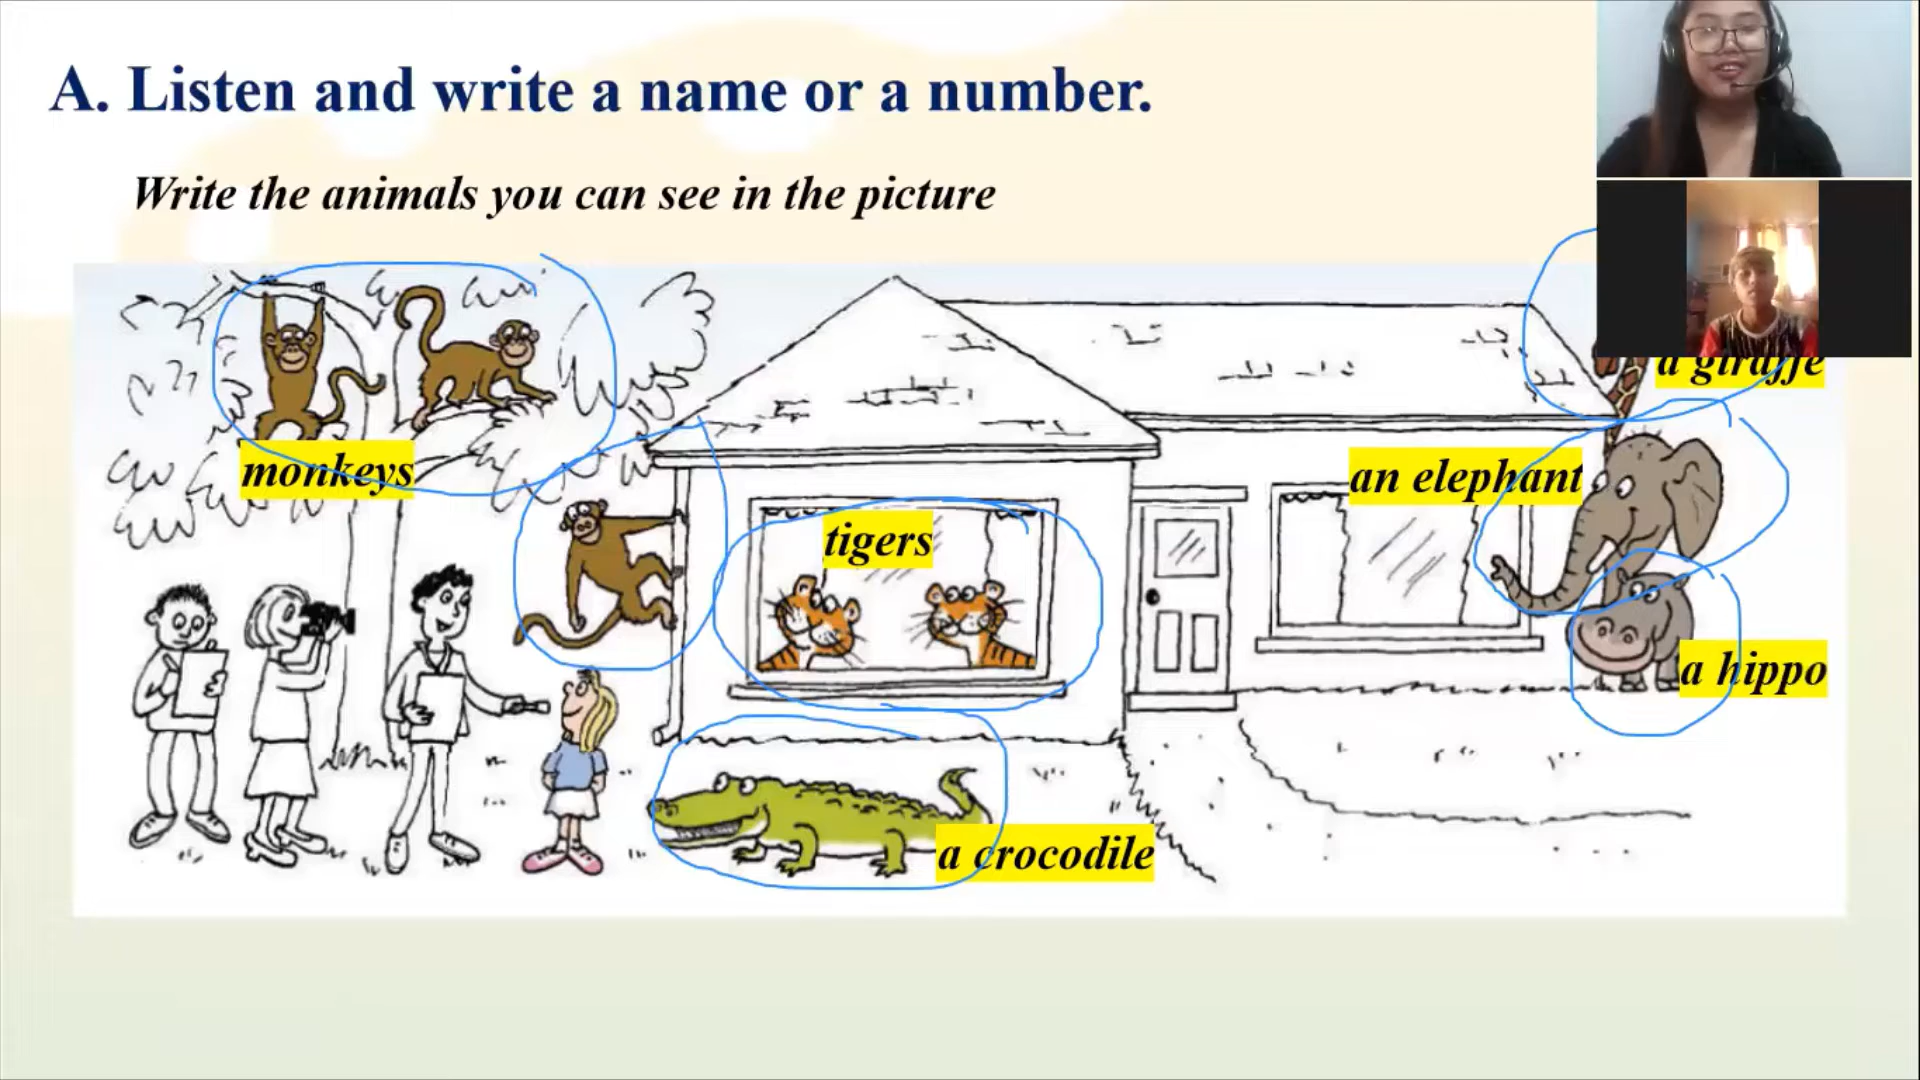 A. Listen and write a name or a number.
Write the animals you can see in the picture
a giraffe
monkeys
an elephant
tigers
a hippo
a crocodile